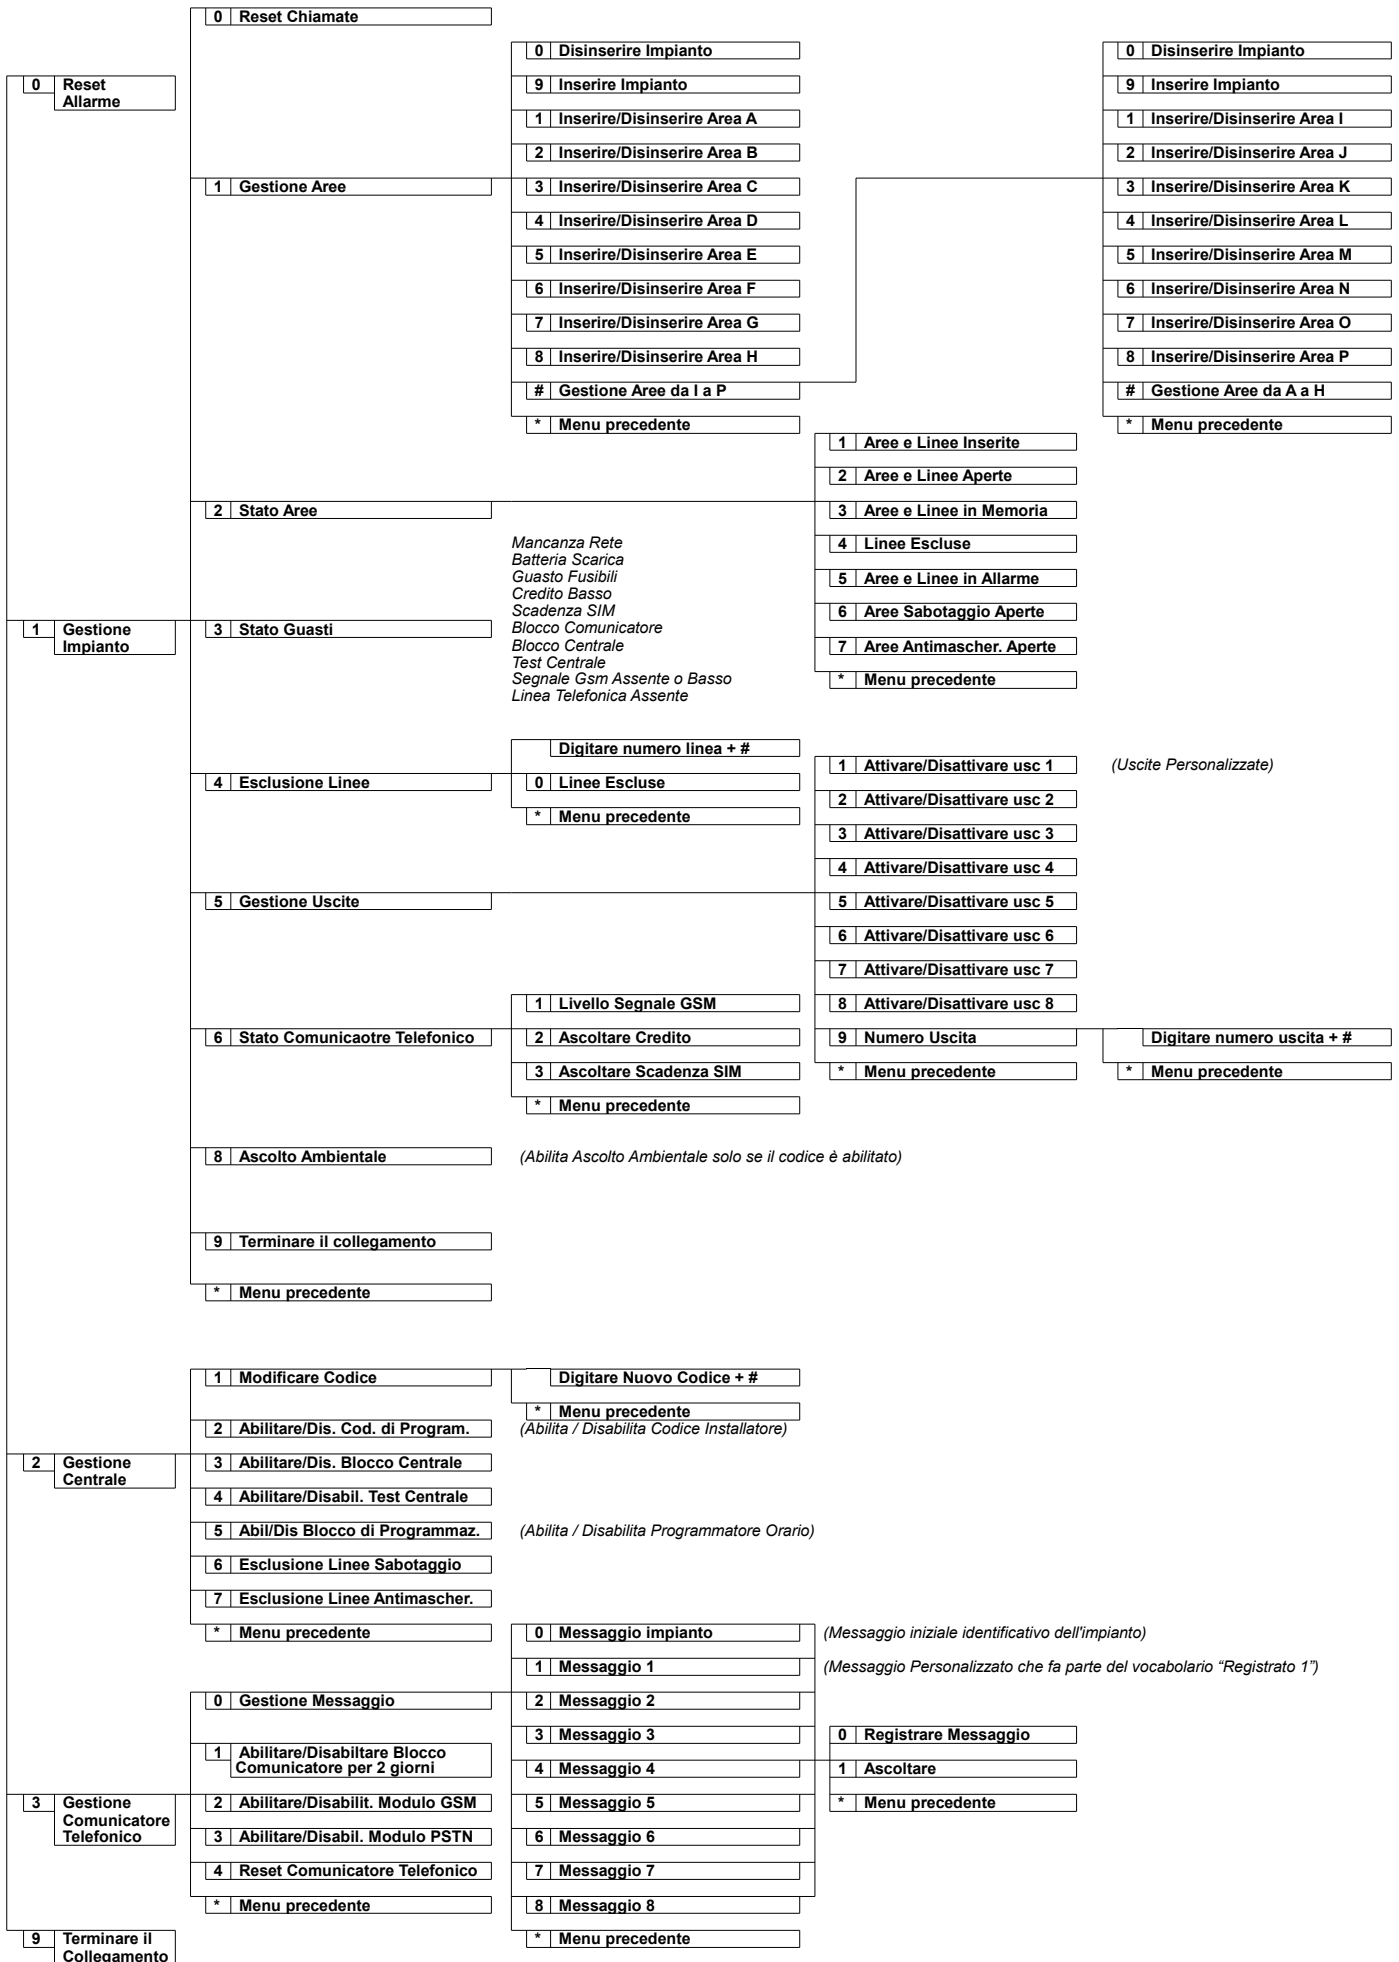 0 Reset Allarme
1 Gestione Impianto
0 Reset Chiamate
1 Gestione Aree
0 Disinserire Impianto
9 Inserire Impianto
1 Inserire/Disinserire Area A
2 Inserire/Disinserire Area B
3 Inserire/Disinserire Area C
4 Inserire/Disinserire Area D
5 Inserire/Disinserire Area E
6 Inserire/Disinserire Area F
7 Inserire/Disinserire Area G
8 Inserire/Disinserire Area H
# Gestione Aree da I a P
* Menu precedente
0 Disinserire Impianto
9 Inserire Impianto
1 Inserire/Disinserire Area I
2 Inserire/Disinserire Area J
3 Inserire/Disinserire Area K
4 Inserire/Disinserire Area L
5 Inserire/Disinserire Area M
6 Inserire/Disinserire Area N
7 Inserire/Disinserire Area O
8 Inserire/Disinserire Area P
# Gestione Aree da A a H
* Menu precedente
2 Stato Aree
1 Aree e Linee Inserite
2 Aree e Linee Aperte
3 Aree e Linee in Memoria
4 Linee Escluse
5 Aree e Linee in Allarme
6 Aree Sabotaggio Aperte
7 Aree Antimascher. Aperte
* Menu precedente
3 Stato Guasti
Mancanza Rete
Batteria Scarica
Guasto Fusibili
Credito Basso
Scadenza SIM
Blocco Comunicatore
Blocco Centrale
Test Centrale
Segnale Gsm Assente o Basso
Linea Telefonica Assente
4 Esclusione Linee
Digitare numero linea + #
0 Linee Escluse
* Menu precedente
5 Gestione Uscite
1 Attivare/Disattivare usc 1 (Uscite Personalizzate)
2 Attivare/Disattivare usc 2
3 Attivare/Disattivare usc 3
4 Attivare/Disattivare usc 4
5 Attivare/Disattivare usc 5
6 Attivare/Disattivare usc 6
7 Attivare/Disattivare usc 7
8 Attivare/Disattivare usc 8
9 Numero Uscita
* Menu precedente
Digitare numero uscita + #
* Menu precedente
6 Stato Comunicaotre Telefonico
1 Livello Segnale GSM
2 Ascoltare Credito
3 Ascoltare Scadenza SIM
* Menu precedente
8 Ascolto Ambientale (Abilita Ascolto Ambientale solo se il codice è abilitato)
9 Terminare il collegamento
* Menu precedente
2 Gestione Centrale
1 Modificare Codice
Digitare Nuovo Codice + #
* Menu precedente
2 Abilitare/Dis. Cod. di Program. (Abilita / Disabilita Codice Installatore)
3 Abilitare/Dis. Blocco Centrale
4 Abilitare/Disabil. Test Centrale
5 Abil/Dis Blocco di Programmaz. (Abilita / Disabilita Programmatore Orario)
6 Esclusione Linee Sabotaggio
7 Esclusione Linee Antimascher.
* Menu precedente
3 Gestione Comunicatore Telefonico
0 Gestione Messaggio
0 Messaggio impianto (Messaggio iniziale identificativo dell'impianto)
1 Messaggio 1 (Messaggio Personalizzato che fa parte del vocabolario “Registrato 1”)
2 Messaggio 2
3 Messaggio 3
4 Messaggio 4
5 Messaggio 5
6 Messaggio 6
7 Messaggio 7
8 Messaggio 8
* Menu precedente
0 Registrare Messaggio
1 Ascoltare
* Menu precedente
1 Abilitare/Disabiltare Blocco
Comunicatore per 2 giorni
2 Abilitare/Disabilit. Modulo GSM
3 Abilitare/Disabil. Modulo PSTN
4 Reset Comunicatore Telefonico
* Menu precedente
9 Terminare il
Collegamento